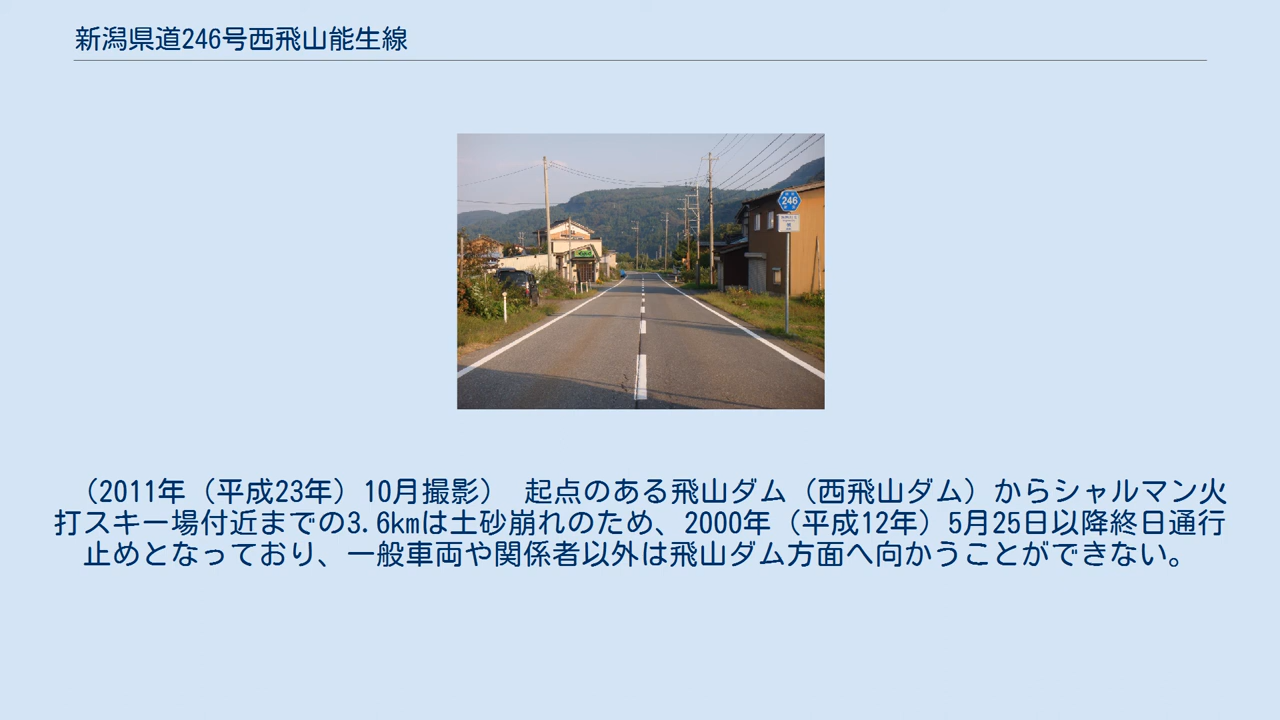 新潟県道246号西飛山能生線
246
（2011年（平成23年）10月撮影） 起点のある飛山ダム（西飛山ダム）からシャルマン火
打スキー場付近までの3.6kmは土砂崩れのため、2000年（平成12年）5月25日以降終日通行
止めとなっており、一般車両や関係者以外は飛山ダム方面へ向かうことができない。